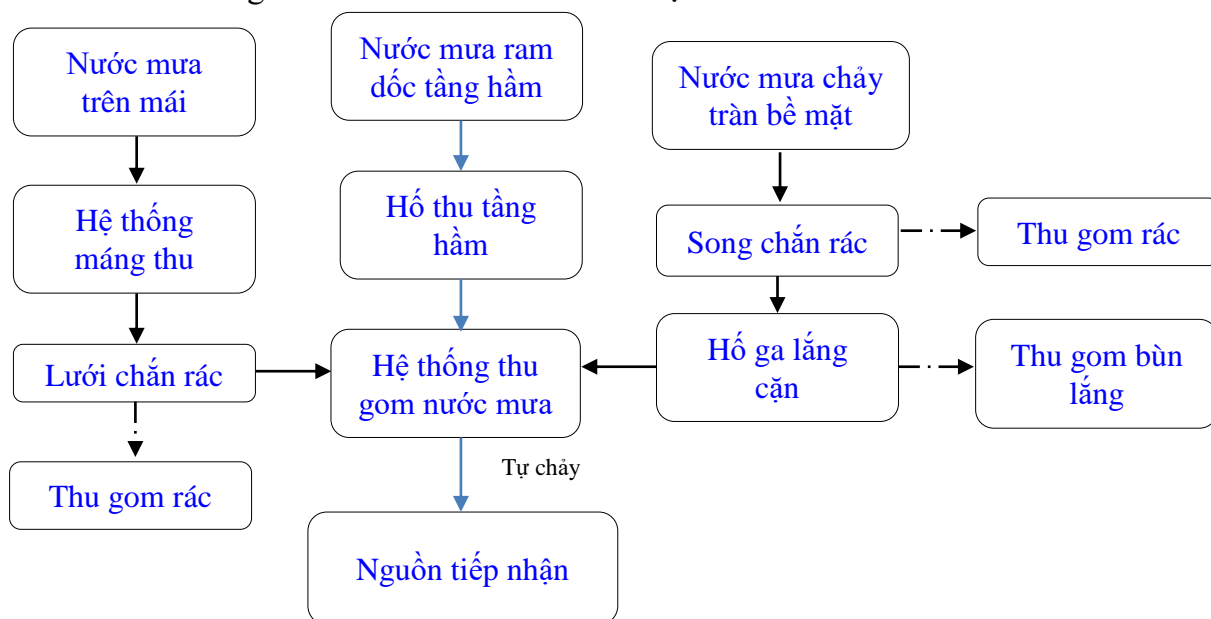 Nước mưa
trên mái
Nước mưa ram
dốc tầng hầm
Nước mưa chảy
tràn bề mặt
Hệ thống
máng thu
Hố thu tầng
hầm
Song chắn rác
Thu gom rác
Lưới chắn rác
Hệ thống thu
gom nước mưa
Hố ga lắng
cặn
Thu gom bùn
lắng
Thu gom rác
Tự chảy
Nguồn tiếp nhận